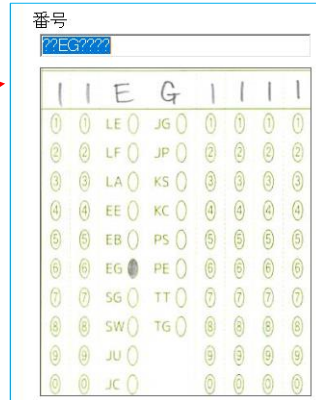 番号
??EG????
I I E G I I I I
① ① LE JG ① ① ① ①
② ② LF JP ② ② ② ②
③ ③ LA KS ③ ③ ③ ③
④ ④ EE KC ④ ④ ④ ④
⑤ ⑤ EB PS ⑤ ⑤ ⑤ ⑤
⑥ ⑥ EG PE ⑥ ⑥ ⑥ ⑥
⑦ ⑦ SG TT ⑦ ⑦ ⑦ ⑦
⑧ ⑧ SW TG ⑧ ⑧ ⑧ ⑧
⑨ ⑨ JU ⑨ ⑨ ⑨ ⑨
⓪ ⓪ JC ⓪ ⓪ ⓪ ⓪